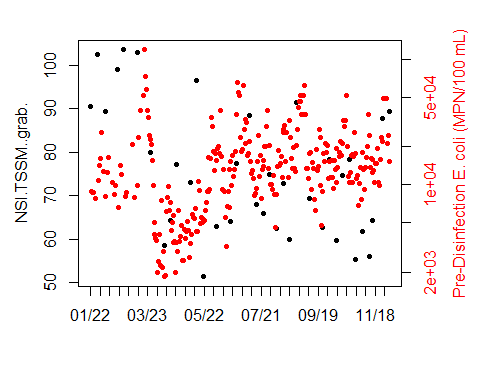 NSI.TSSM..grab.
100
90
80
70
60
50
01/22
03/23
05/22
07/21
09/19
11/18
5e+04
1e+04
2e+03
Pre-Disinfection E. coli (MPN/100 mL)